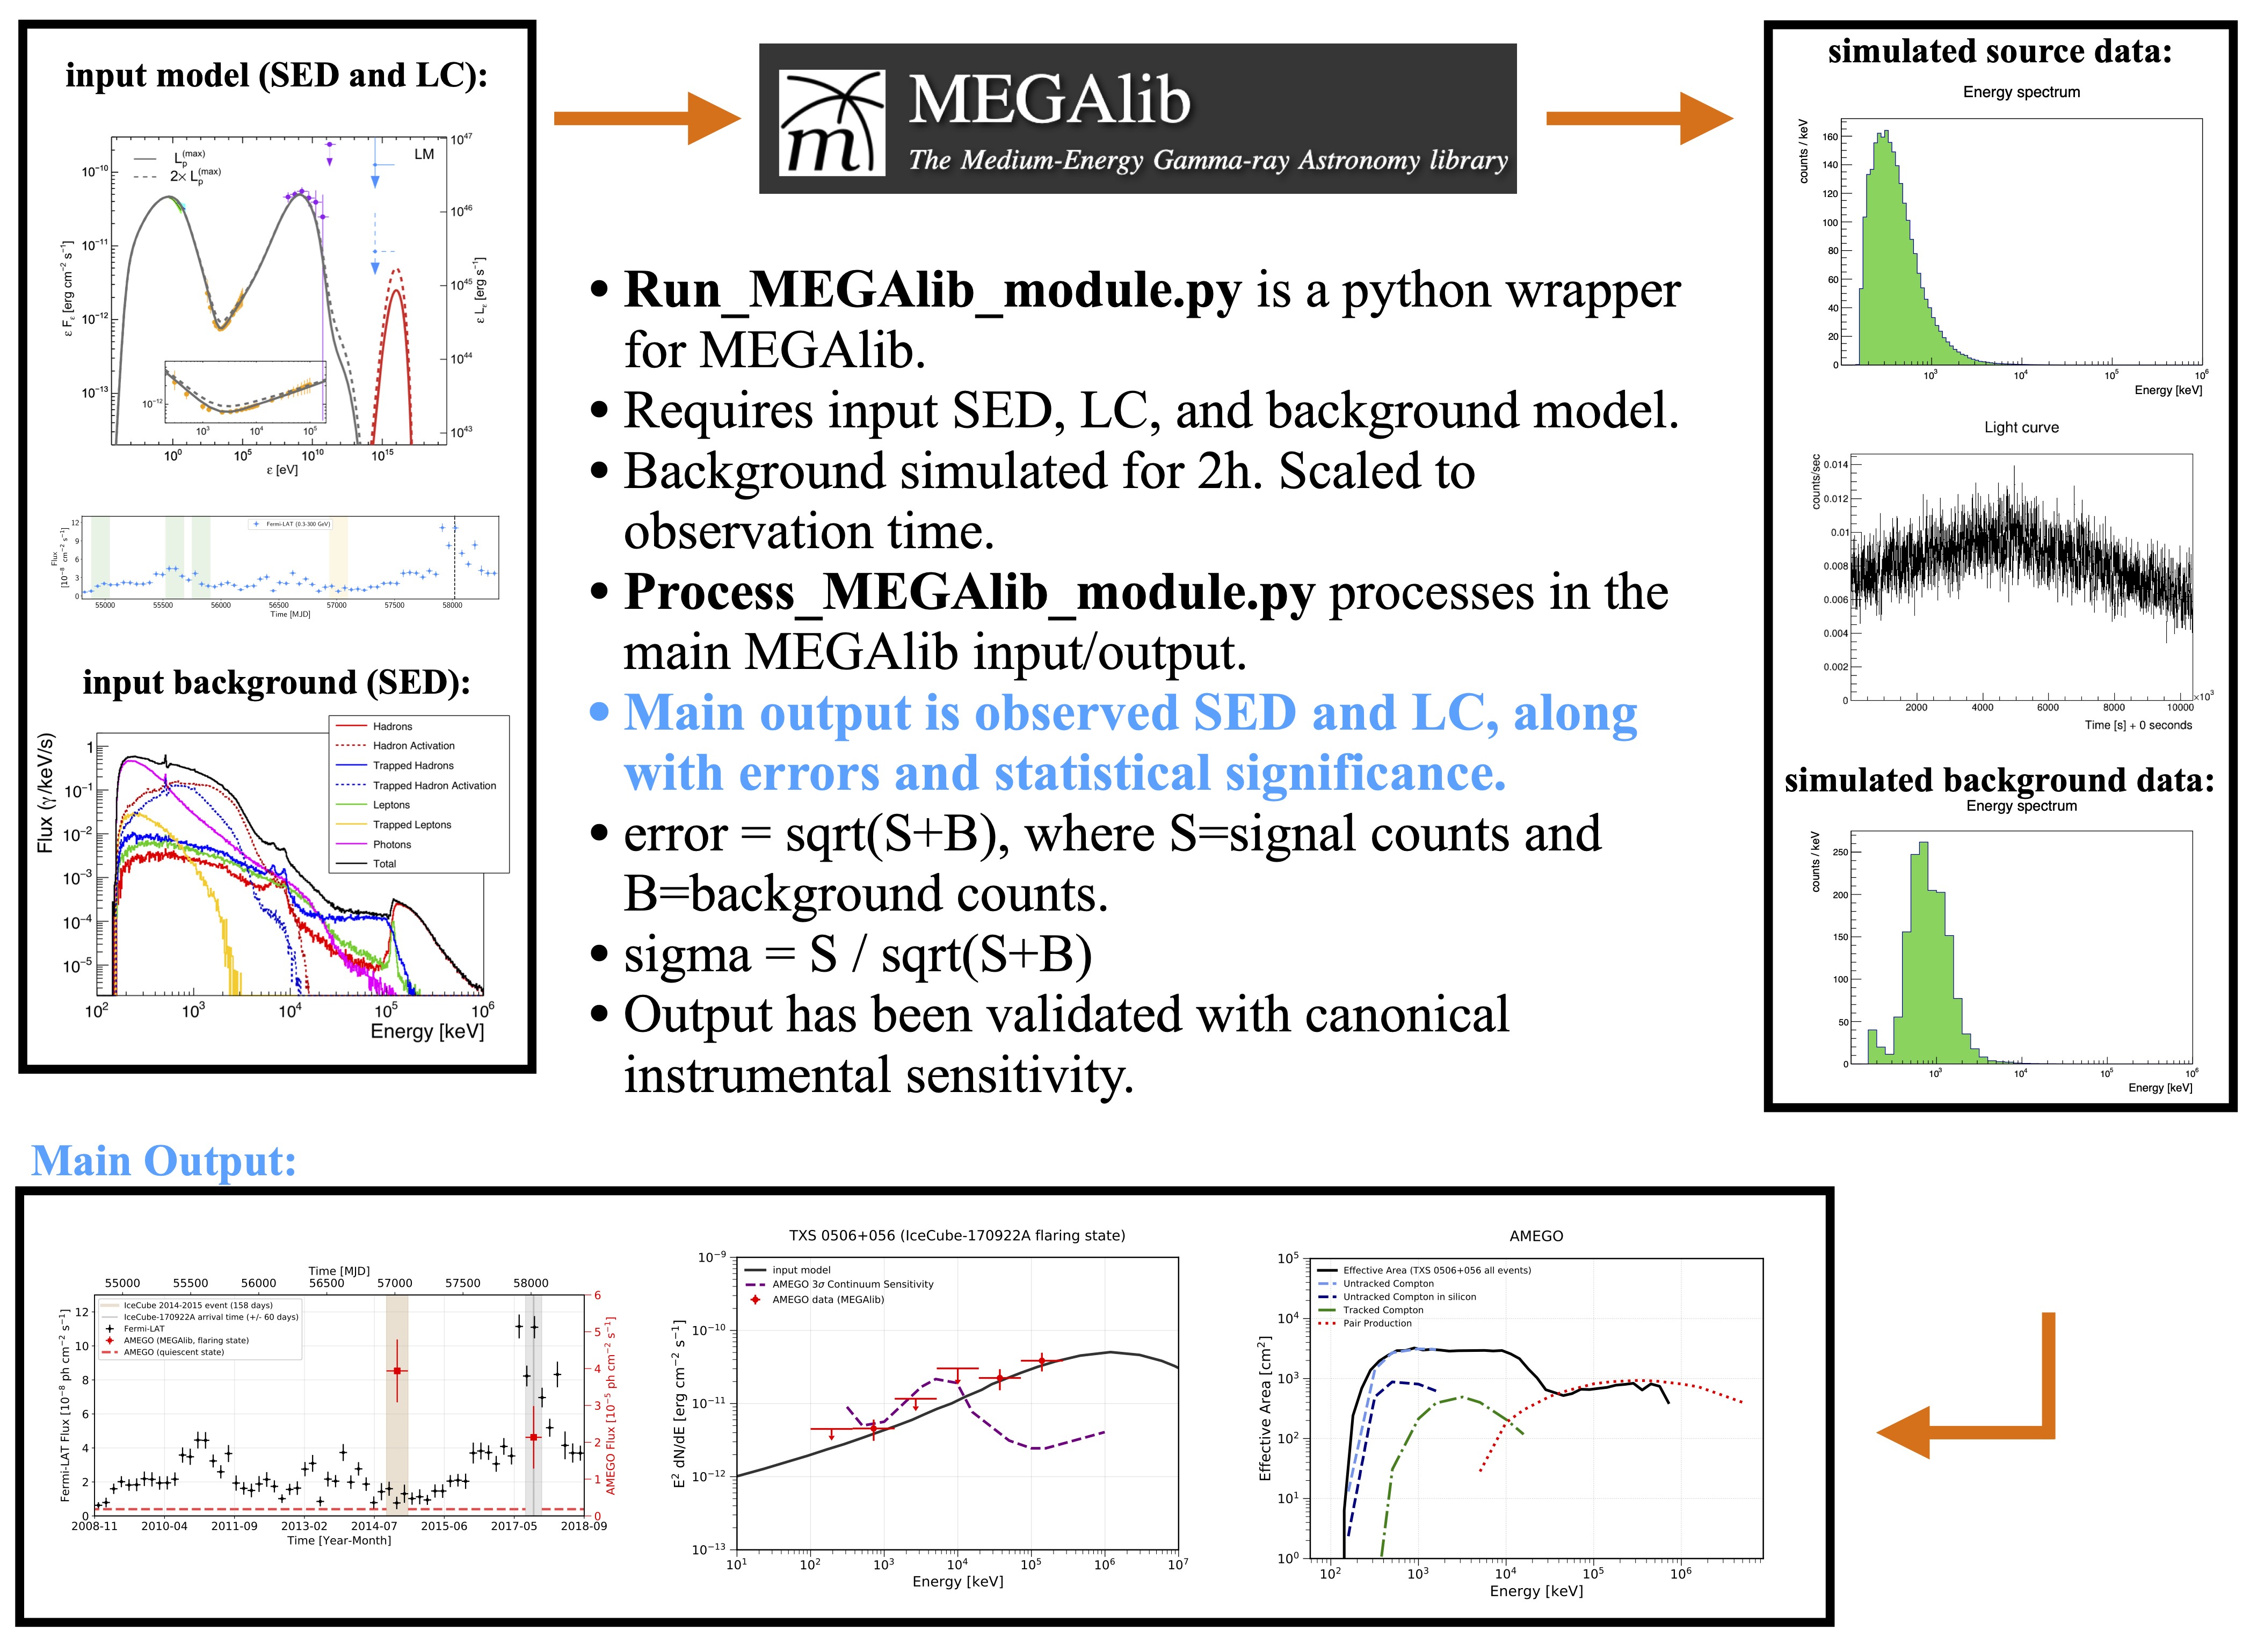 input model (SED and LC):
L_p^(max)
2× L_p^(max)
LM
10^-10
10^-11
10^-12
10^-13
10^47
10^46
10^45
10^44
10^43
ε F_ε [erg cm^-2 s^-1]
ε L_ε [erg s^-1]
10^-12
10^3 10^4 10^5
10^0 10^5 10^10 10^15
ε [eV]
Fermi-LAT (0.3-300 GeV)
Flux
[10^-8 cm^-2 s^-1]
12
9
6
3
0
55000 55500 56000 56500 57000 57500 58000
Time [MJD]
input background (SED):
Hadrons
Hadron Activation
Trapped Hadrons
Trapped Hadron Activation
Leptons
Trapped Leptons
Photons
Total
Flux (γ/keV/s)
1
10^-1
10^-2
10^-3
10^-4
10^-5
10^2 10^3 10^4 10^5 10^6
Energy [keV]
MEGAlib
The Medium-Energy Gamma-ray Astronomy library
m
• Run_MEGAlib_module.py is a python wrapper
for MEGAlib.
• Requires input SED, LC, and background model.
• Background simulated for 2h. Scaled to
observation time.
• Process_MEGAlib_module.py processes in the
main MEGAlib input/output.
• Main output is observed SED and LC, along
with errors and statistical significance.
• error = sqrt(S+B), where S=signal counts and
B=background counts.
• sigma = S / sqrt(S+B)
• Output has been validated with canonical
instrumental sensitivity.
simulated source data:
Energy spectrum
counts / keV
160
140
120
100
80
60
40
20
0
10^3 10^4 10^5 10^6
Energy [keV]
Light curve
counts/sec
0.014
0.012
0.01
0.008
0.006
0.004
0.002
0
×10^3
2000 4000 6000 8000 10000
Time [s] + 0 seconds
simulated background data:
Energy spectrum
counts / keV
250
200
150
100
50
0
10^3 10^4 10^5 10^6
Energy [keV]
Main Output:
Time [MJD]
55000 55500 56000 56500 57000 57500 58000
IceCube 2014-2015 event (158 days)
IceCube-170922A arrival time (+/- 60 days)
Fermi-LAT
AMEGO (MEGAlib, flaring state)
AMEGO (quiescent state)
Fermi-LAT Flux [10^-8 ph cm^-2 s^-1]
12
10
8
6
4
2
0
6
5
4
3
2
1
0
AMEGO Flux [10^-5 ph cm^-2 s^-1]
2008-11 2010-04 2011-09 2013-02 2014-07 2015-06 2017-05 2018-09
Time [Year-Month]
TXS 0506+056 (IceCube-170922A flaring state)
input model
AMEGO 3σ Continuum Sensitivity
AMEGO data (MEGAlib)
E^2 dN/dE [erg cm^-2 s^-1]
10^-9
10^-10
10^-11
10^-12
10^-13
10^1 10^2 10^3 10^4 10^5 10^6 10^7
Energy [keV]
AMEGO
Effective Area (TXS 0506+056 all events)
Untracked Compton
Untracked Compton in silicon
Tracked Compton
Pair Production
Effective Area [cm^2]
10^5
10^4
10^3
10^2
10^1
10^0
10^2 10^3 10^4 10^5 10^6
Energy [keV]